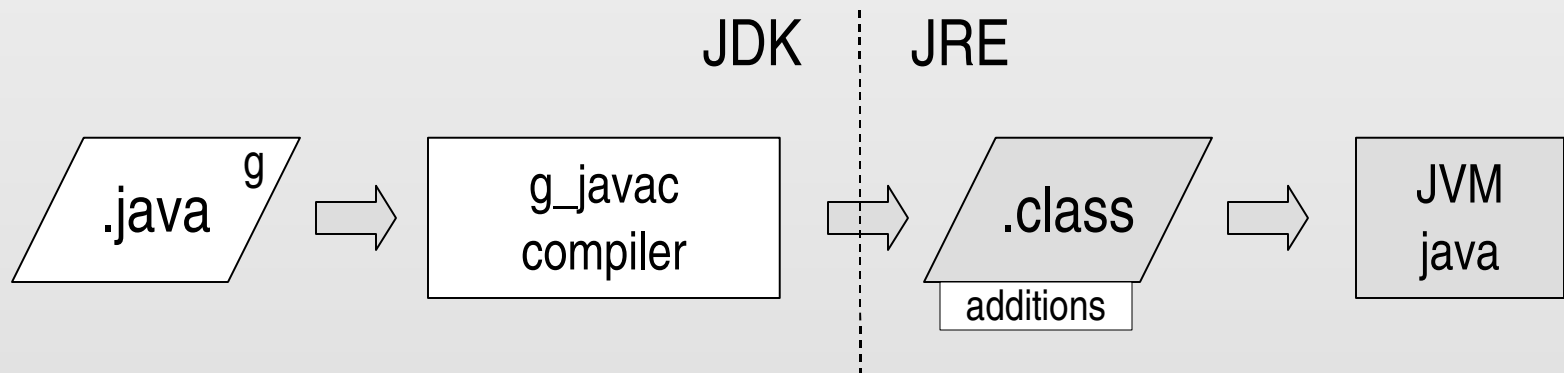 JDK
JRE
g
.java
g_javac
compiler
.class
additions
JVM
java